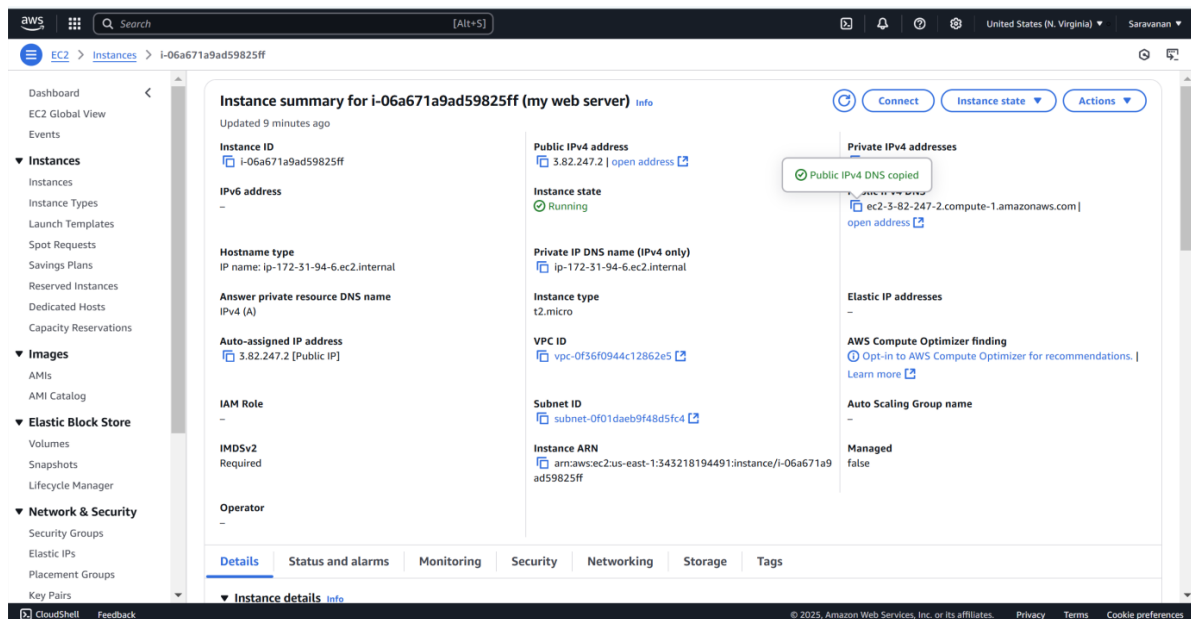 aws
Search
[Alt+S]
United States (N. Virginia)
Saravanan
EC2 > Instances > i-06a671a9ad59825ff
Dashboard
EC2 Global View
Events
Instances
Instances
Instance Types
Launch Templates
Spot Requests
Savings Plans
Reserved Instances
Dedicated Hosts
Capacity Reservations
Images
AMIs
AMI Catalog
Elastic Block Store
Volumes
Snapshots
Lifecycle Manager
Network & Security
Security Groups
Elastic IPs
Placement Groups
Key Pairs
Instance summary for i-06a671a9ad59825ff (my web server) Info
Connect
Instance state
Actions
Updated 9 minutes ago
Instance ID
i-06a671a9ad59825ff
Public IPv4 address
3.82.247.2 | open address
Private IPv4 addresses
Public IPv4 DNS copied
IPv6 address
–
Instance state
Running
ec2-3-82-247-2.compute-1.amazonaws.com |
open address
Hostname type
IP name: ip-172-31-94-6.ec2.internal
Private IP DNS name (IPv4 only)
ip-172-31-94-6.ec2.internal
Answer private resource DNS name
IPv4 (A)
Instance type
t2.micro
Elastic IP addresses
–
Auto-assigned IP address
3.82.247.2 [Public IP]
VPC ID
vpc-0f36f0944c12862e5
AWS Compute Optimizer finding
Opt-in to AWS Compute Optimizer for recommendations. |
Learn more
IAM Role
–
Subnet ID
subnet-0f01daeb9f48d5fc4
Auto Scaling Group name
–
IMDSv2
Required
Instance ARN
arn:aws:ec2:us-east-1:343218194491:instance/i-06a671a9
ad59825ff
Managed
false
Operator
–
Details
Status and alarms
Monitoring
Security
Networking
Storage
Tags
Instance details Info
CloudShell
Feedback
© 2025, Amazon Web Services, Inc. or its affiliates.
Privacy
Terms
Cookie preferences